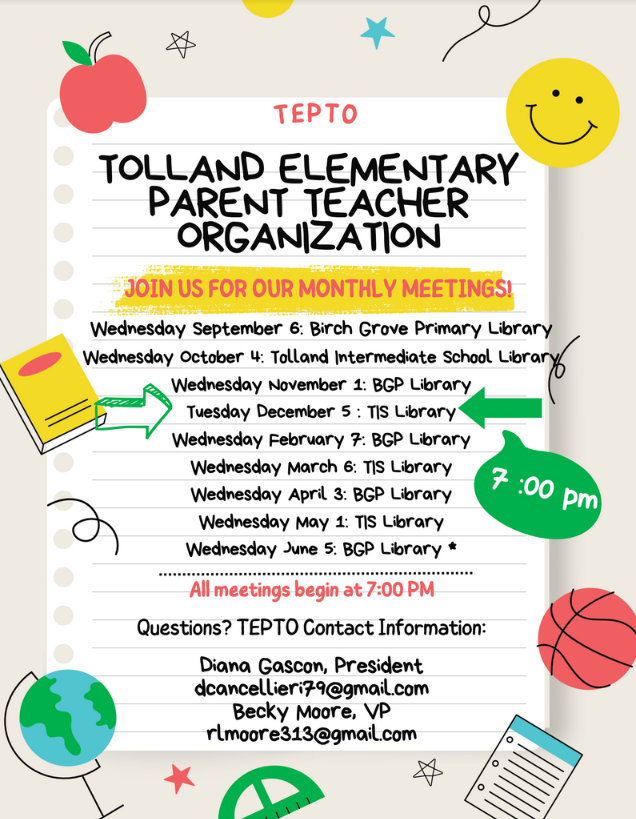 TEPTO
TOLLAND ELEMENTARY
PARENT TEACHER
ORGANIZATION
JOIN US FOR OUR MONTHLY MEETINGS!
Wednesday September 6: Birch Grove Primary Library
Wednesday October 4: Tolland Intermediate School Library
Wednesday November 1: BGP Library
Tuesday December 5 : TIS Library
Wednesday February 7: BGP Library
Wednesday March 6: TIS Library
7 :00 pm
Wednesday April 3: BGP Library
Wednesday May 1: TIS Library
Wednesday June 5: BGP Library *
All meetings begin at 7:00 PM
Questions? TEPTO Contact Information:
Diana Gascon, President
dcancellieri79@gmail.com
Becky Moore, VP
rlmoore313@gmail.com